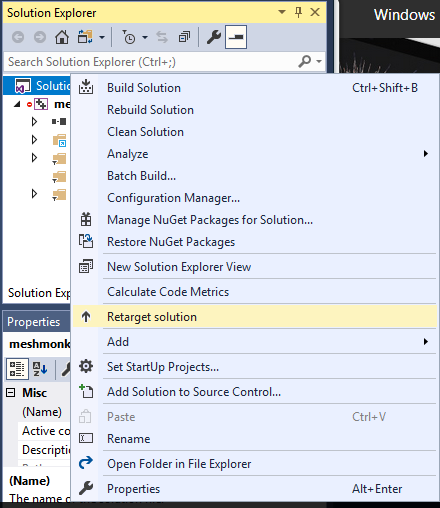 Solution Explorer
Windows
Search Solution Explorer (Ctrl+;)
Solutio
me
Build Solution Ctrl+Shift+B
Rebuild Solution
Clean Solution
Analyze
Batch Build...
Configuration Manager...
Manage NuGet Packages for Solution...
Restore NuGet Packages
New Solution Explorer View
Calculate Code Metrics
Solution Exp
Retarget solution
Properties
Add
meshmonk
Set StartUp Projects...
Add Solution to Source Control...
Misc
(Name)
Paste Ctrl+V
Active co
Rename
Descriptio
Open Folder in File Explorer
(Name)
Properties Alt+Enter
The name o